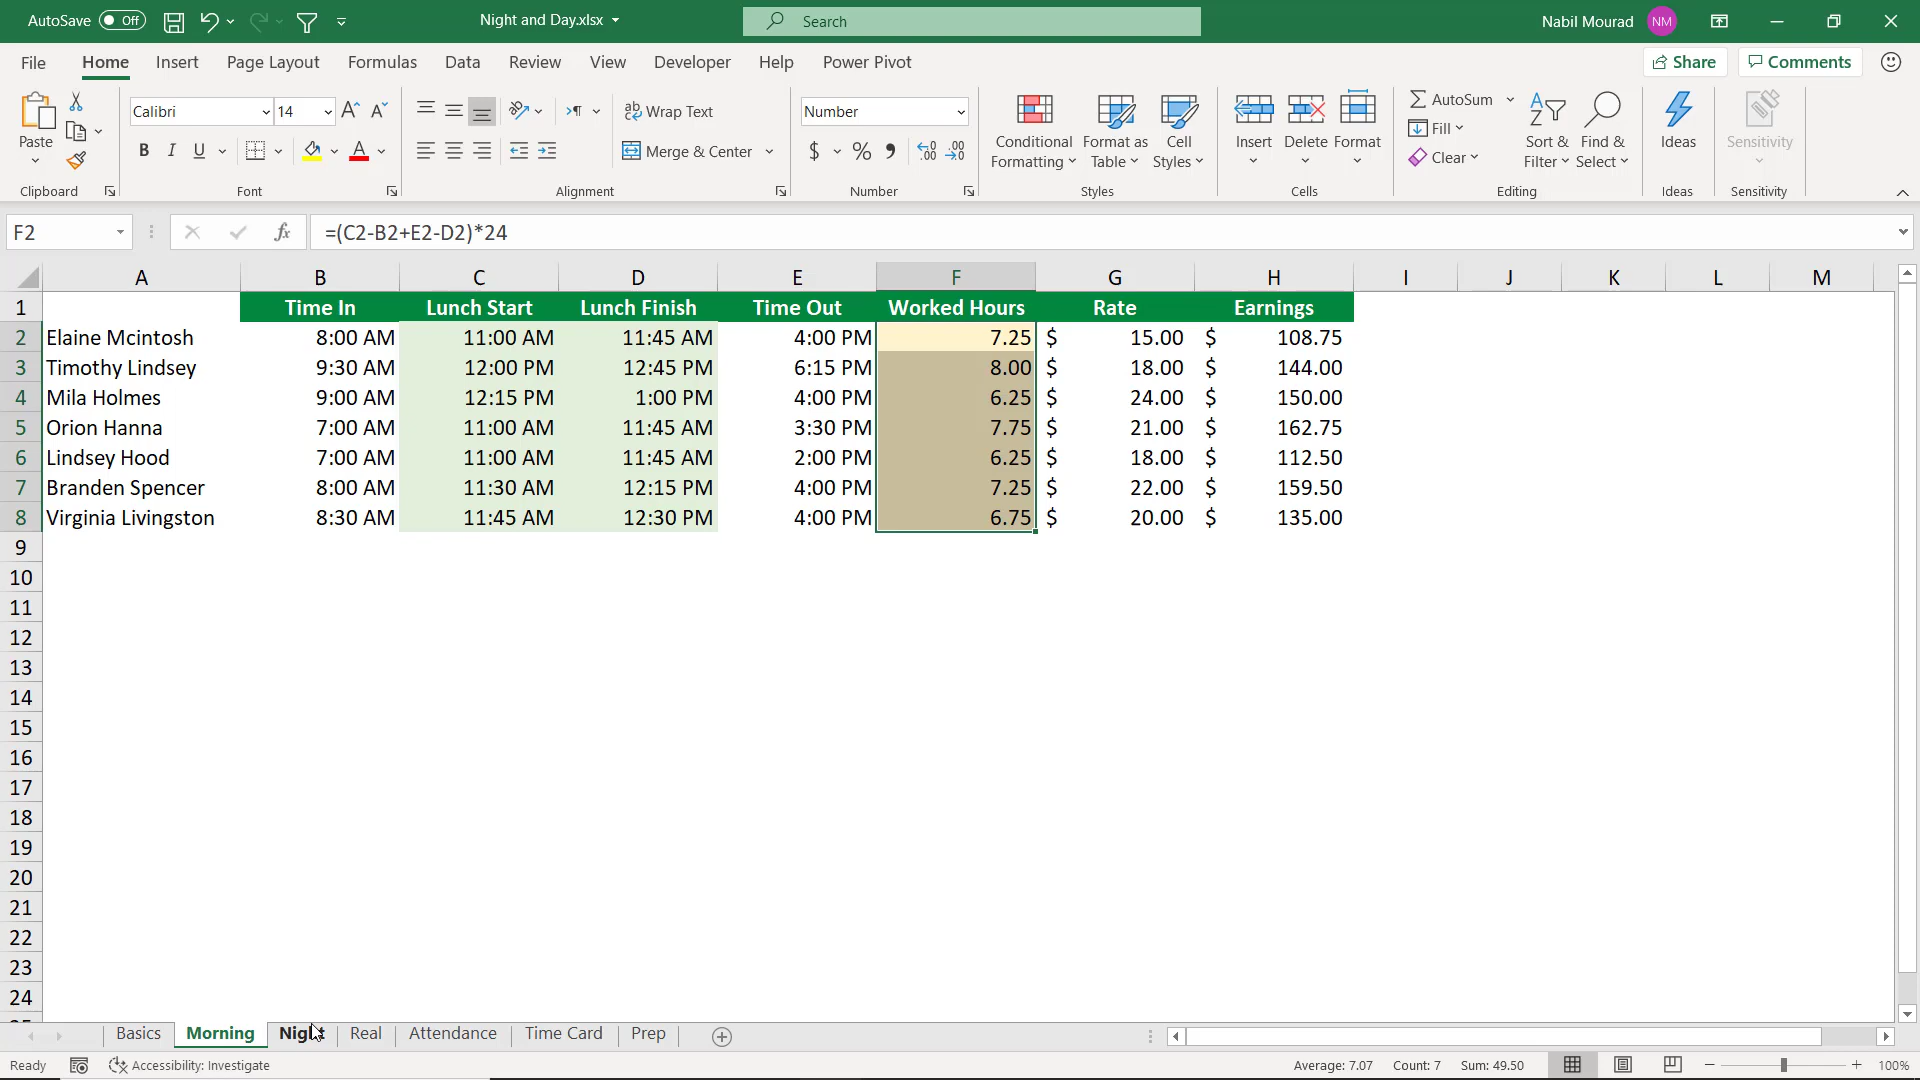 AutoSave Off Night and Day.xlsx Search Nabil Mourad NM
File Home Insert Page Layout Formulas Data Review View Developer Help Power Pivot Share Comments
Paste
Clipboard
Calibri 14
B I U A
Font
Wrap Text
Merge & Center
Alignment
Number
$ % ,
Number
Conditional Formatting
Format as Table
Cell Styles
Styles
Insert Delete Format
Cells
AutoSum
Fill
Clear
Sort & Filter
Find & Select
Editing
Ideas
Ideas
Sensitivity
Sensitivity
F2 fx =(C2-B2+E2-D2)*24
A B C D E F G H I J K L M
1 Time In Lunch Start Lunch Finish Time Out Worked Hours Rate Earnings
2 Elaine Mcintosh 8:00 AM 11:00 AM 11:45 AM 4:00 PM 7.25 $ 15.00 $ 108.75
3 Timothy Lindsey 9:30 AM 12:00 PM 12:45 PM 6:15 PM 8.00 $ 18.00 $ 144.00
4 Mila Holmes 9:00 AM 12:15 PM 1:00 PM 4:00 PM 6.25 $ 24.00 $ 150.00
5 Orion Hanna 7:00 AM 11:00 AM 11:45 AM 3:30 PM 7.75 $ 21.00 $ 162.75
6 Lindsey Hood 7:00 AM 11:00 AM 11:45 AM 2:00 PM 6.25 $ 18.00 $ 112.50
7 Branden Spencer 8:00 AM 11:30 AM 12:15 PM 4:00 PM 7.25 $ 22.00 $ 159.50
8 Virginia Livingston 8:30 AM 11:45 AM 12:30 PM 4:00 PM 6.75 $ 20.00 $ 135.00
9
10
11
12
13
14
15
16
17
18
19
20
21
22
23
24
Basics Morning Night Real Attendance Time Card Prep
Ready Accessibility: Investigate Average: 7.07 Count: 7 Sum: 49.50 100%